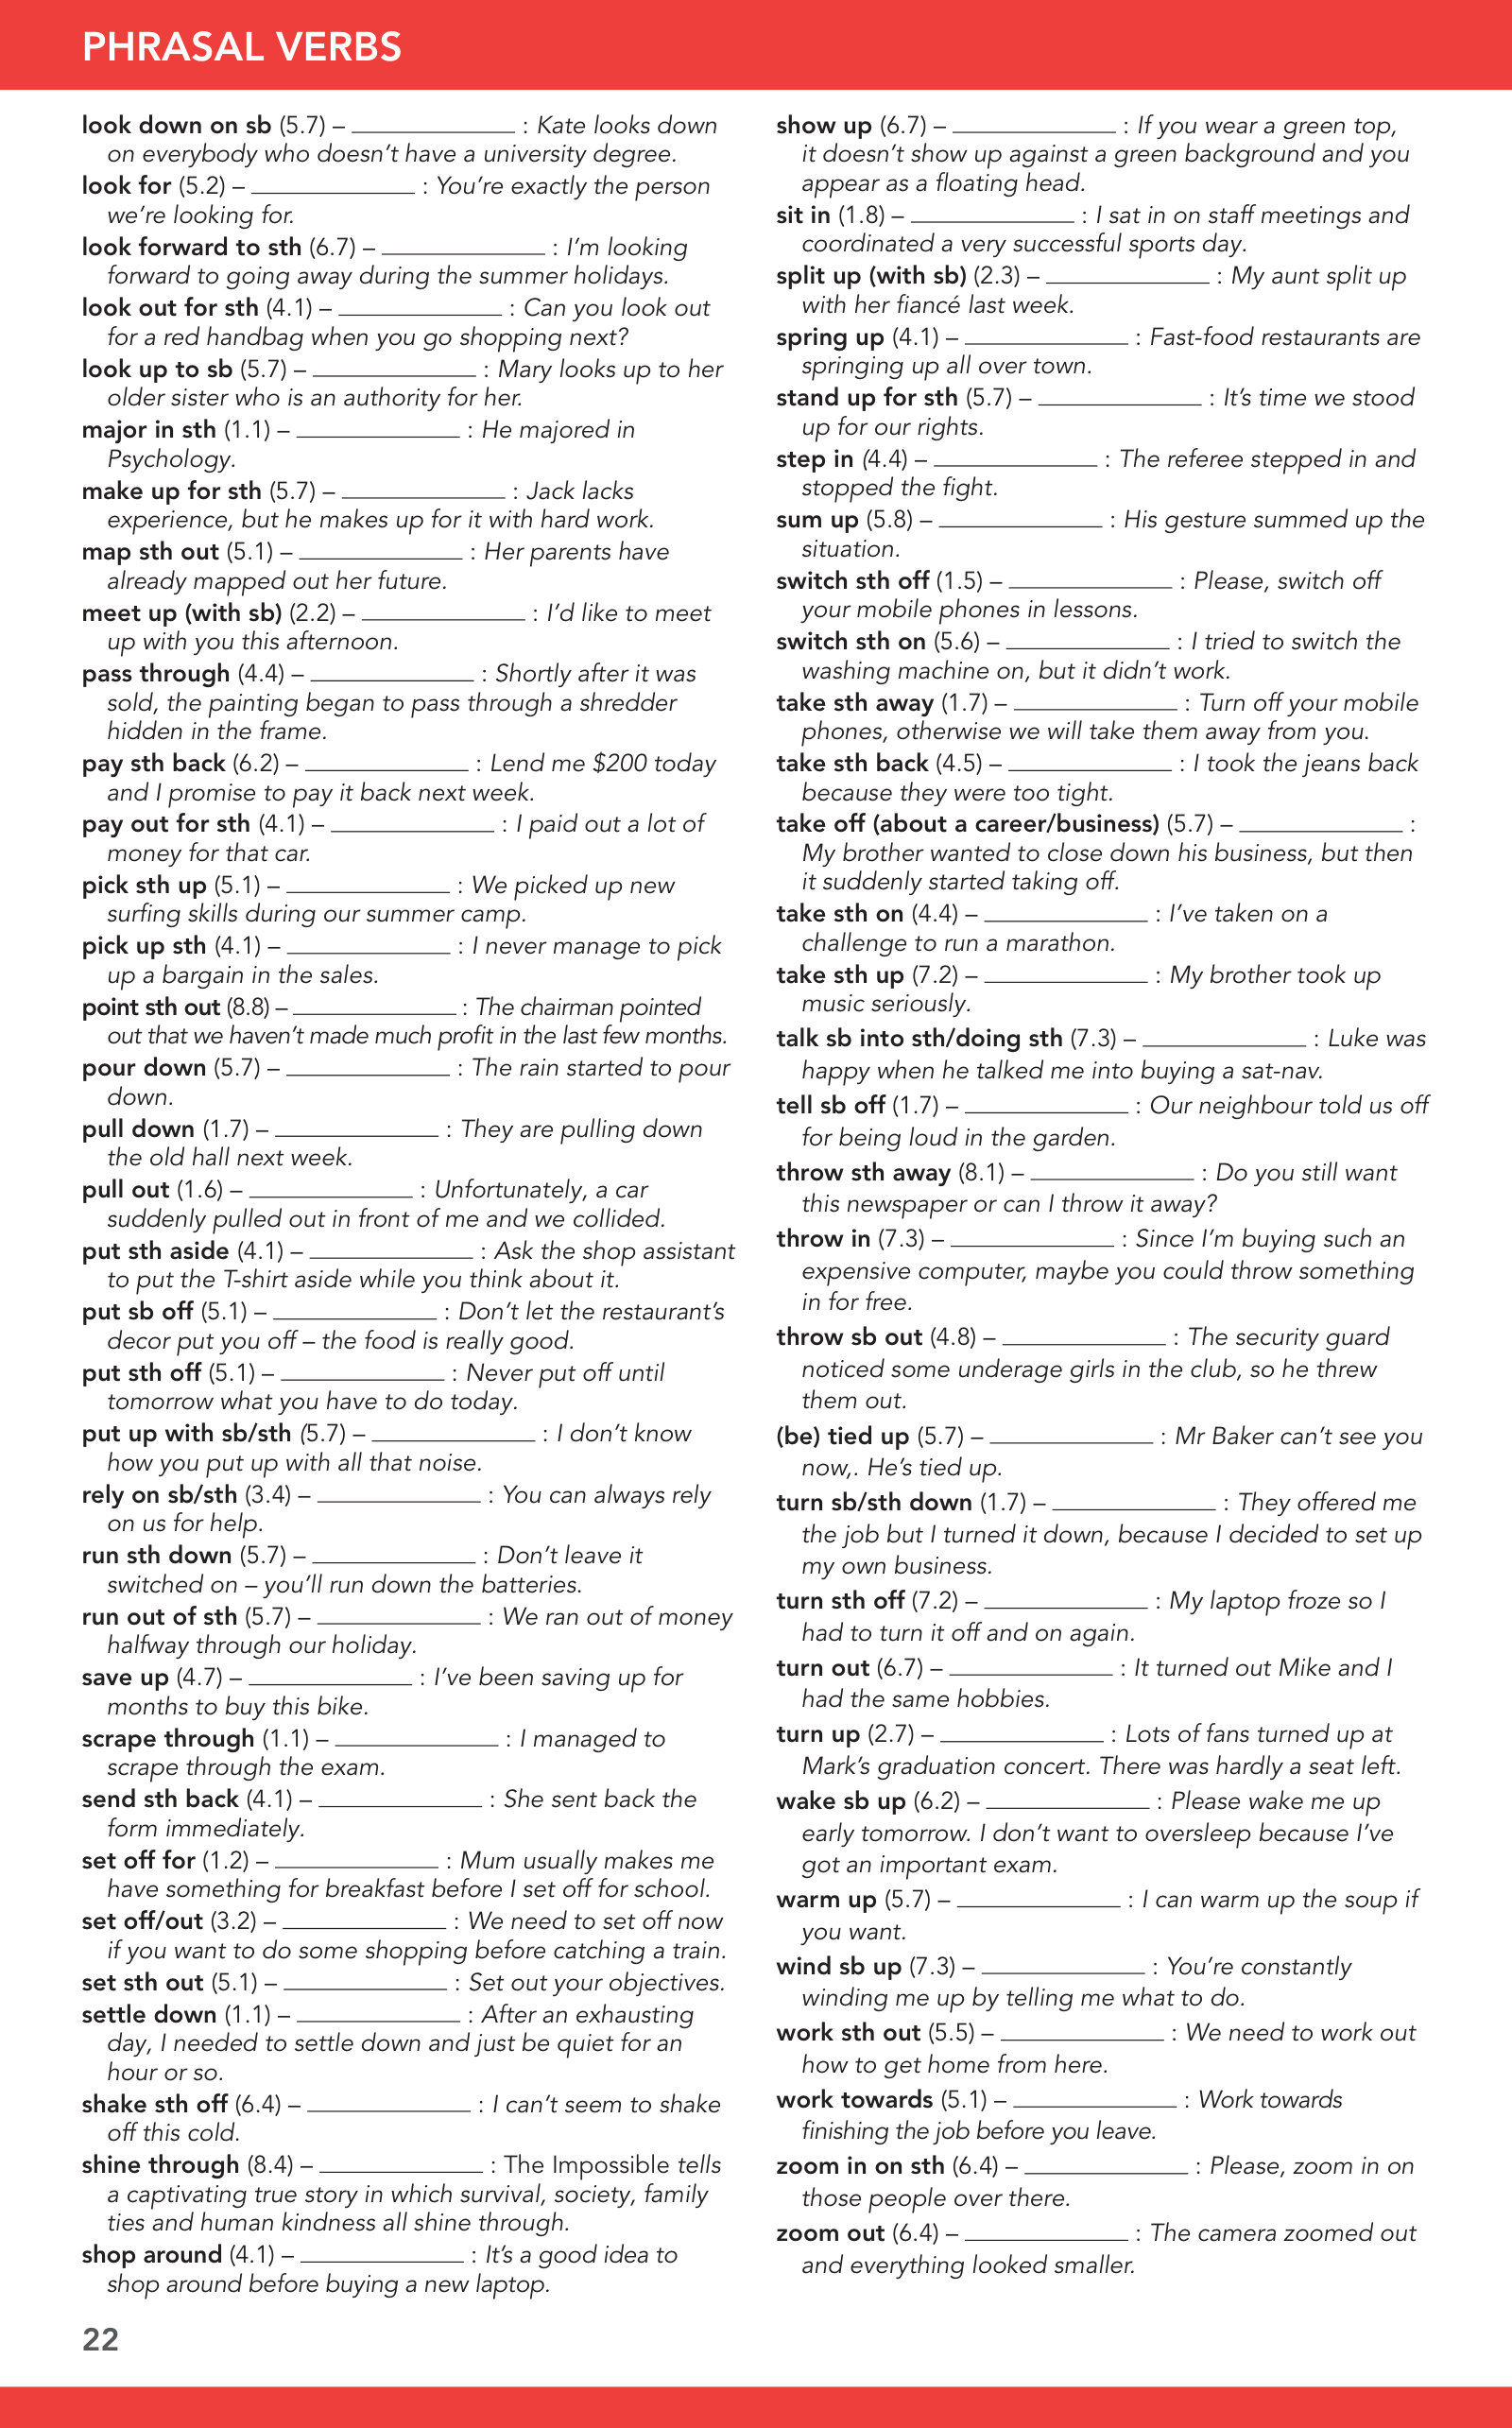 PHRASAL VERBS
look down on sb (5.7) – ____________ : Kate looks down
on everybody who doesn’t have a university degree.
look for (5.2) – ____________ : You’re exactly the person
we’re looking for.
look forward to sth (6.7) – ____________ : I’m looking
forward to going away during the summer holidays.
look out for sth (4.1) – ____________ : Can you look out
for a red handbag when you go shopping next?
look up to sb (5.7) – ____________ : Mary looks up to her
older sister who is an authority for her.
major in sth (1.1) – ____________ : He majored in
Psychology.
make up for sth (5.7) – ____________ : Jack lacks
experience, but he makes up for it with hard work.
map sth out (5.1) – ____________ : Her parents have
already mapped out her future.
meet up (with sb) (2.2) – ____________ : I’d like to meet
up with you this afternoon.
pass through (4.4) – ____________ : Shortly after it was
sold, the painting began to pass through a shredder
hidden in the frame.
pay sth back (6.2) – ____________ : Lend me $200 today
and I promise to pay it back next week.
pay out for sth (4.1) – ____________ : I paid out a lot of
money for that car.
pick sth up (5.1) – ____________ : We picked up new
surfing skills during our summer camp.
pick up sth (4.1) – ____________ : I never manage to pick
up a bargain in the sales.
point sth out (8.8) – ____________ : The chairman pointed
out that we haven’t made much profit in the last few months.
pour down (5.7) – ____________ : The rain started to pour
down.
pull down (1.7) – ____________ : They are pulling down
the old hall next week.
pull out (1.6) – ____________ : Unfortunately, a car
suddenly pulled out in front of me and we collided.
put sth aside (4.1) – ____________ : Ask the shop assistant
to put the T-shirt aside while you think about it.
put sb off (5.1) – ____________ : Don’t let the restaurant’s
decor put you off – the food is really good.
put sth off (5.1) – ____________ : Never put off until
tomorrow what you have to do today.
put up with sb/sth (5.7) – ____________ : I don’t know
how you put up with all that noise.
rely on sb/sth (3.4) – ____________ : You can always rely
on us for help.
run sth down (5.7) – ____________ : Don’t leave it
switched on – you’ll run down the batteries.
run out of sth (5.7) – ____________ : We ran out of money
halfway through our holiday.
save up (4.7) – ____________ : I’ve been saving up for
months to buy this bike.
scrape through (1.1) – ____________ : I managed to
scrape through the exam.
send sth back (4.1) – ____________ : She sent back the
form immediately.
set off for (1.2) – ____________ : Mum usually makes me
have something for breakfast before I set off for school.
set off/out (3.2) – ____________ : We need to set off now
if you want to do some shopping before catching a train.
set sth out (5.1) – ____________ : Set out your objectives.
settle down (1.1) – ____________ : After an exhausting
day, I needed to settle down and just be quiet for an
hour or so.
shake sth off (6.4) – ____________ : I can’t seem to shake
off this cold.
shine through (8.4) – ____________ : The Impossible tells
a captivating true story in which survival, society, family
ties and human kindness all shine through.
shop around (4.1) – ____________ : It’s a good idea to
shop around before buying a new laptop.
show up (6.7) – ____________ : If you wear a green top,
it doesn’t show up against a green background and you
appear as a floating head.
sit in (1.8) – ____________ : I sat in on staff meetings and
coordinated a very successful sports day.
split up (with sb) (2.3) – ____________ : My aunt split up
with her fiancé last week.
spring up (4.1) – ____________ : Fast-food restaurants are
springing up all over town.
stand up for sth (5.7) – ____________ : It’s time we stood
up for our rights.
step in (4.4) – ____________ : The referee stepped in and
stopped the fight.
sum up (5.8) – ____________ : His gesture summed up the
situation.
switch sth off (1.5) – ____________ : Please, switch off
your mobile phones in lessons.
switch sth on (5.6) – ____________ : I tried to switch the
washing machine on, but it didn’t work.
take sth away (1.7) – ____________ : Turn off your mobile
phones, otherwise we will take them away from you.
take sth back (4.5) – ____________ : I took the jeans back
because they were too tight.
take off (about a career/business) (5.7) – ____________ :
My brother wanted to close down his business, but then
it suddenly started taking off.
take sth on (4.4) – ____________ : I’ve taken on a
challenge to run a marathon.
take sth up (7.2) – ____________ : My brother took up
music seriously.
talk sb into sth/doing sth (7.3) – ____________ : Luke was
happy when he talked me into buying a sat-nav.
tell sb off (1.7) – ____________ : Our neighbour told us off
for being loud in the garden.
throw sth away (8.1) – ____________ : Do you still want
this newspaper or can I throw it away?
throw in (7.3) – ____________ : Since I’m buying such an
expensive computer, maybe you could throw something
in for free.
throw sb out (4.8) – ____________ : The security guard
noticed some underage girls in the club, so he threw
them out.
(be) tied up (5.7) – ____________ : Mr Baker can’t see you
now,. He’s tied up.
turn sb/sth down (1.7) – ____________ : They offered me
the job but I turned it down, because I decided to set up
my own business.
turn sth off (7.2) – ____________ : My laptop froze so I
had to turn it off and on again.
turn out (6.7) – ____________ : It turned out Mike and I
had the same hobbies.
turn up (2.7) – ____________ : Lots of fans turned up at
Mark’s graduation concert. There was hardly a seat left.
wake sb up (6.2) – ____________ : Please wake me up
early tomorrow. I don’t want to oversleep because I’ve
got an important exam.
warm up (5.7) – ____________ : I can warm up the soup if
you want.
wind sb up (7.3) – ____________ : You’re constantly
winding me up by telling me what to do.
work sth out (5.5) – ____________ : We need to work out
how to get home from here.
work towards (5.1) – ____________ : Work towards
finishing the job before you leave.
zoom in on sth (6.4) – ____________ : Please, zoom in on
those people over there.
zoom out (6.4) – ____________ : The camera zoomed out
and everything looked smaller.
22